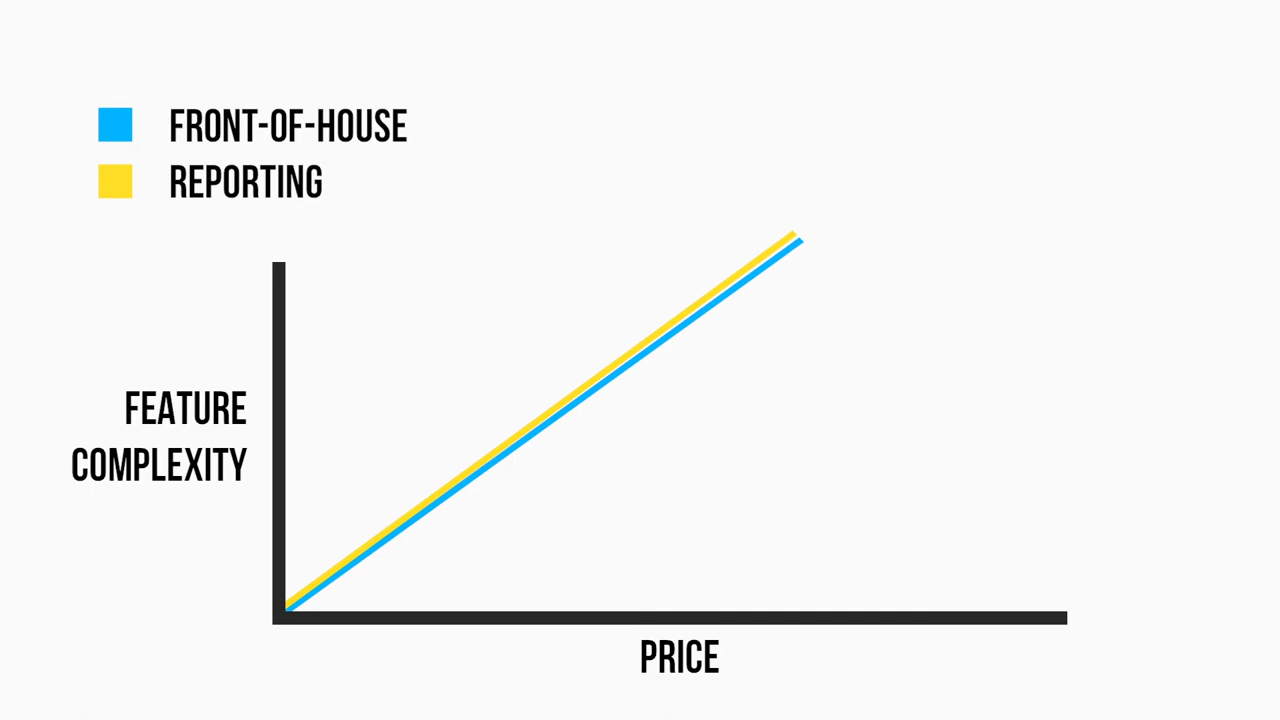 FRONT-OF-HOUSE
REPORTING
FEATURE
COMPLEXITY
PRICE